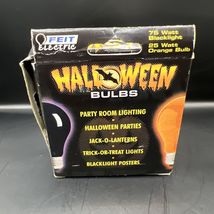 FEIT
electric
75 Watt
Blacklight
25 Watt
Orange Bulb
HALLOWEEN
BULBS
PARTY ROOM LIGHTING
HALLOWEEN PARTIES
JACK-O-LANTERNS
TRICK-OR-TREAT LIGHTS
BLACKLIGHT POSTERS